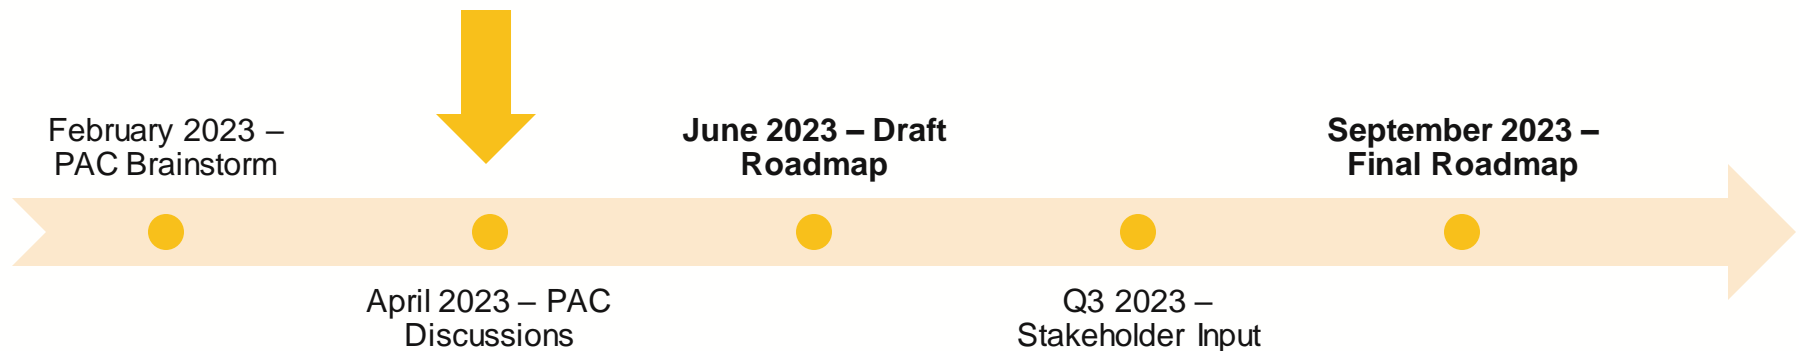 February 2023 –
PAC Brainstorm
April 2023 – PAC
Discussions
June 2023 – Draft
Roadmap
Q3 2023 –
Stakeholder Input
September 2023 –
Final Roadmap